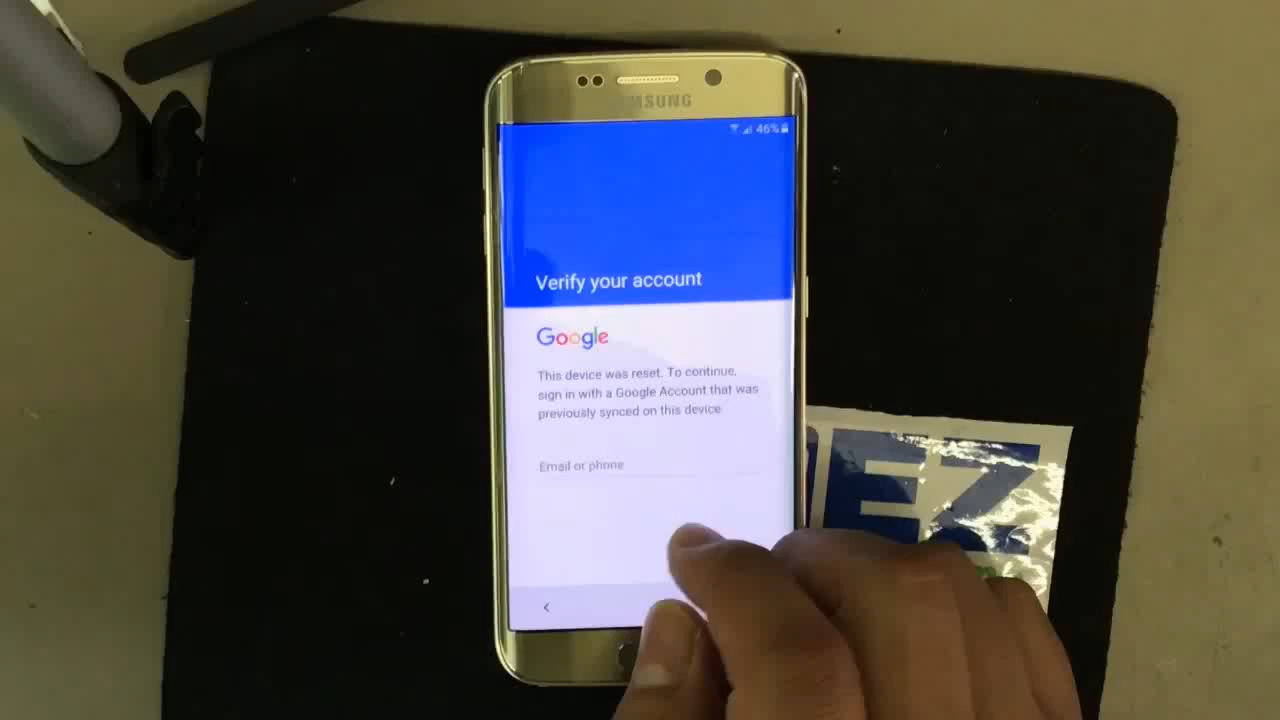 SAMSUNG
46%
Verify your account
Google
This device was reset. To continue,
sign in with a Google Account that was
previously synced on this device.
Email or phone
EZ